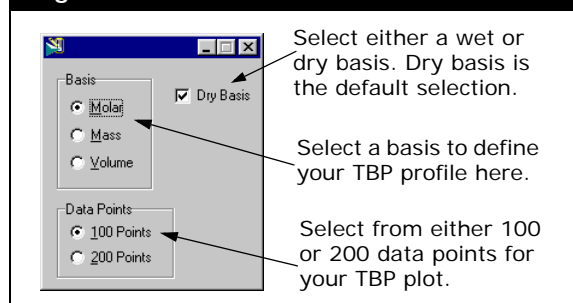 Select either a wet or
dry basis. Dry basis is
the default selection.
Basis
Molar
Mass
Volume
Dry Basis
Select a basis to define
your TBP profile here.
Data Points
100 Points
200 Points
Select from either 100
or 200 data points for
your TBP plot.